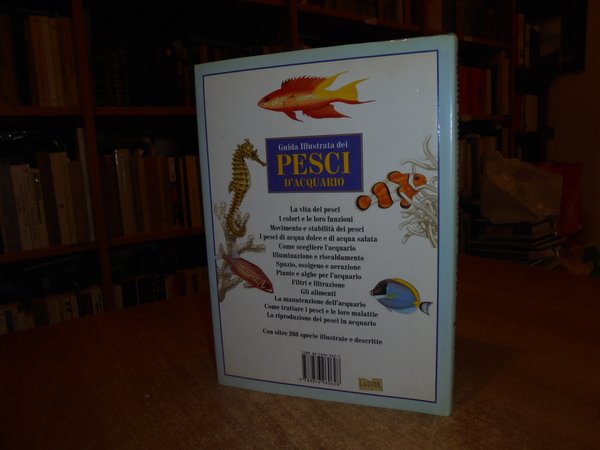 Guida Illustrata dei
PESCI
D'ACQUARIO
La vita dei pesci
I colori e le loro funzioni
Movimento e stabilità dei pesci
I pesci di acqua dolce e di acqua salata
Come scegliere l'acquario
Illuminazione e riscaldamento
Spazio, ossigeno e aerazione
Piante e alghe per l'acquario
Filtri e filtrazione
Gli alimenti
La manutenzione dell'acquario
Come trattare i pesci e le loro malattie
La riproduzione dei pesci in acquario
Con oltre 260 specie illustrate e descritte